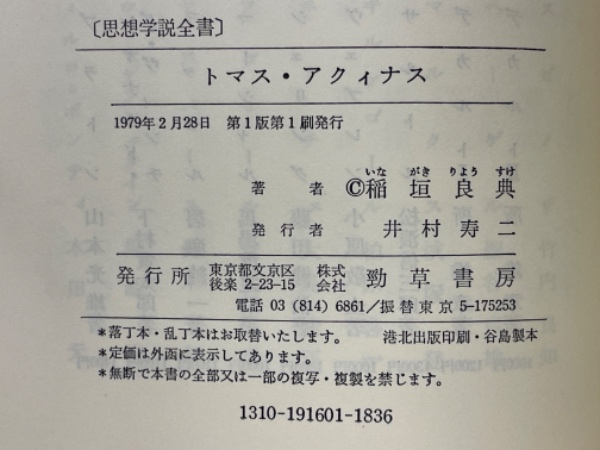 〔思想学説全書〕
トマス・アクィナス
1979年2月28日 第1版第1刷発行
いな がき りよう すけ
著者 ©稲垣良典
発行者 井村寿二
発行所 東京都文京区後楽2-23-15 株式会社 勁草書房
電話 03 (814) 6861/振替東京 5-175253
*落丁本・乱丁本はお取替いたします。 港北出版印刷・谷島製本
*定価は外函に表示してあります。
*無断で本書の全部又は一部の複写・複製を禁じます。
1310-191601-1836